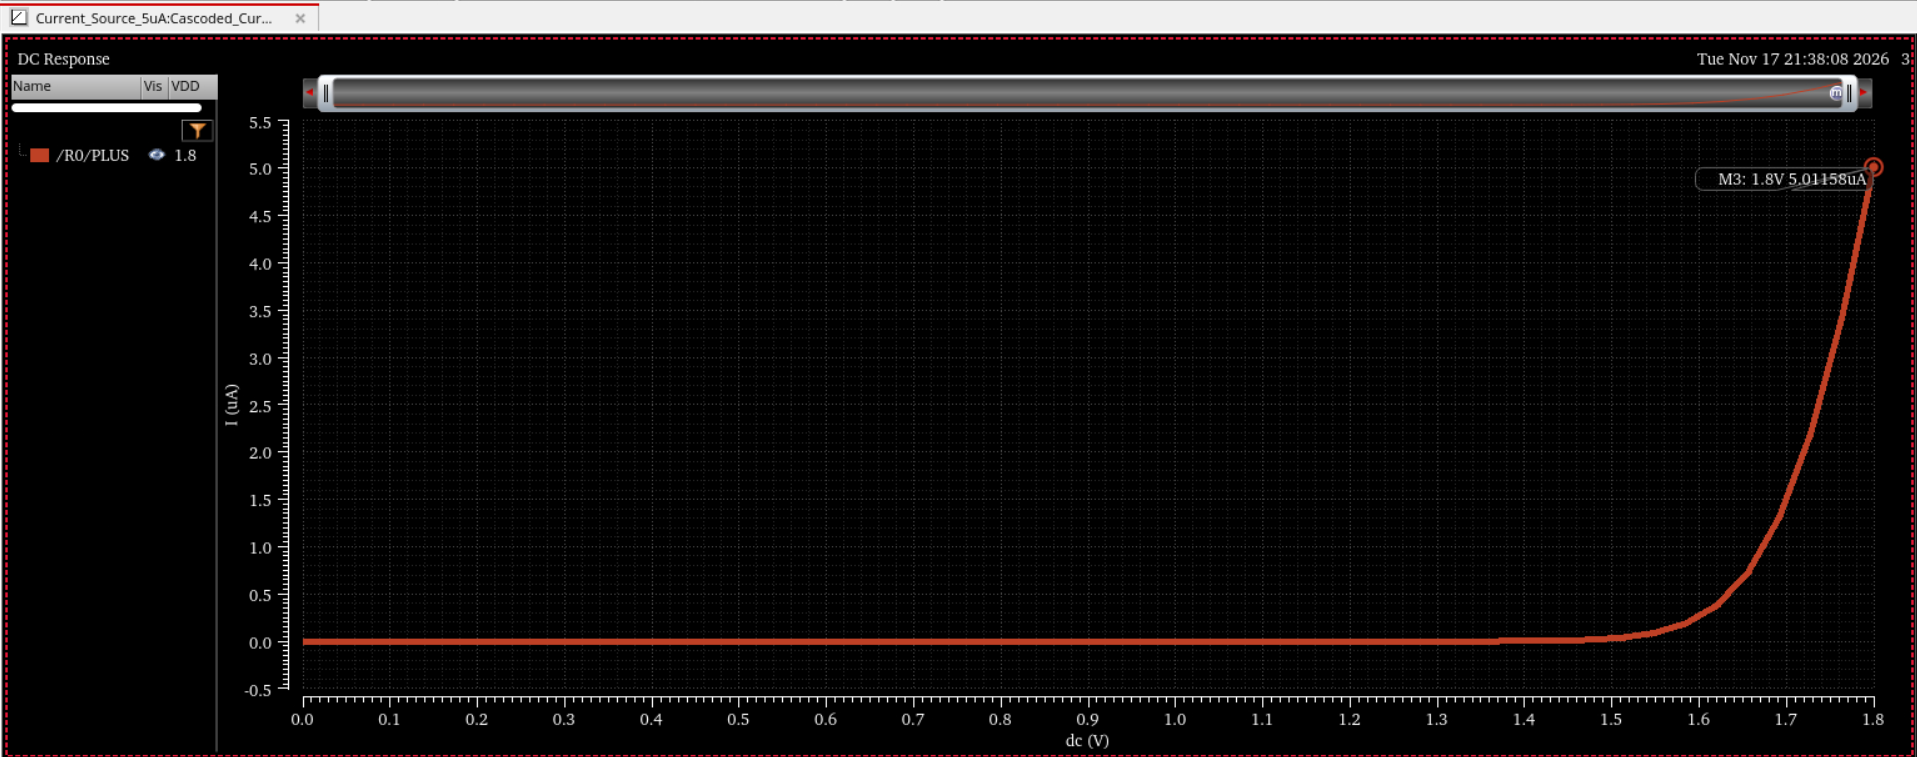 Current_Source_5uA:Cascoded_Cur...
DC Response
Tue Nov 17 21:38:08 2026 3
Name Vis VDD
/R0/PLUS 1.8
M3: 1.8V 5.01158uA
5.5
5.0
4.5
4.0
3.5
3.0
2.5
2.0
1.5
1.0
0.5
0.0
-0.5
I (uA)
0.0 0.1 0.2 0.3 0.4 0.5 0.6 0.7 0.8 0.9 1.0 1.1 1.2 1.3 1.4 1.5 1.6 1.7 1.8
dc (V)